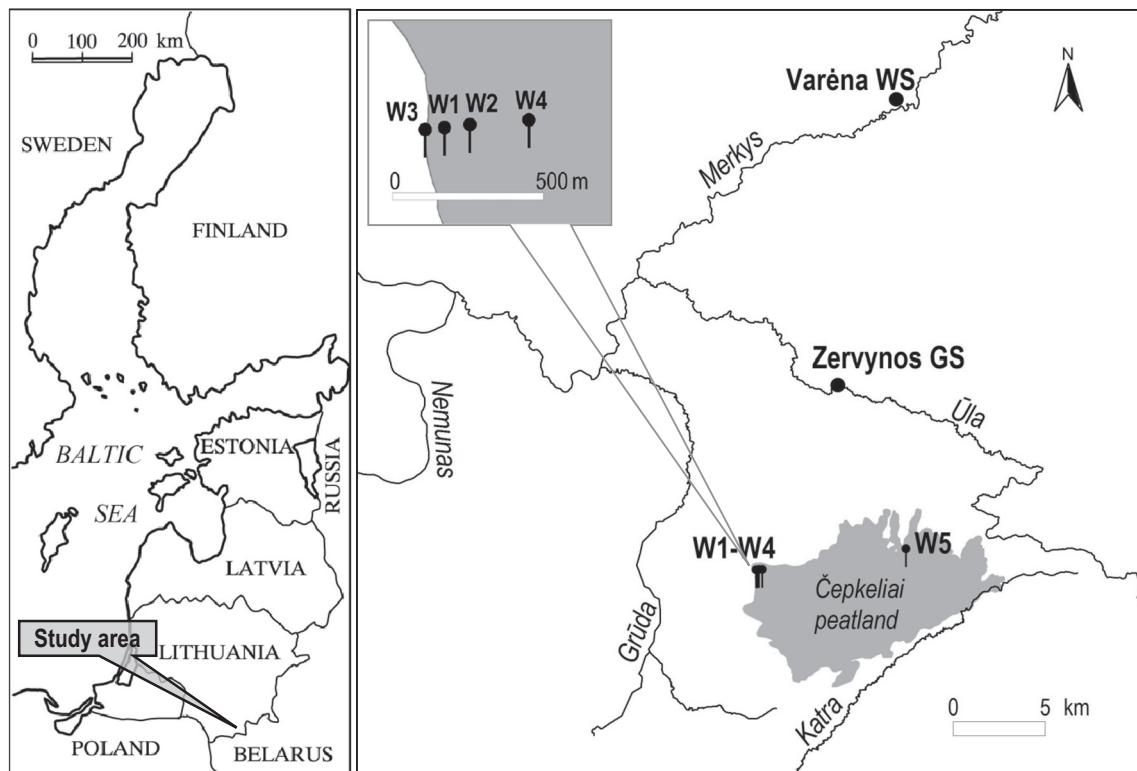 0 100 200 km
SWEDEN
FINLAND
BALTIC
SEA
ESTONIA
RUSSIA
LATVIA
Study area
LITHUANIA
POLAND
BELARUS
W3 W1 W2 W4
0 500 m
Varėna WS
N
Merkys
Nemunas
Zervynos GS
Ūla
W1-W4
W5
Čepkeliai
peatland
Grūda
Katra
0 5 km